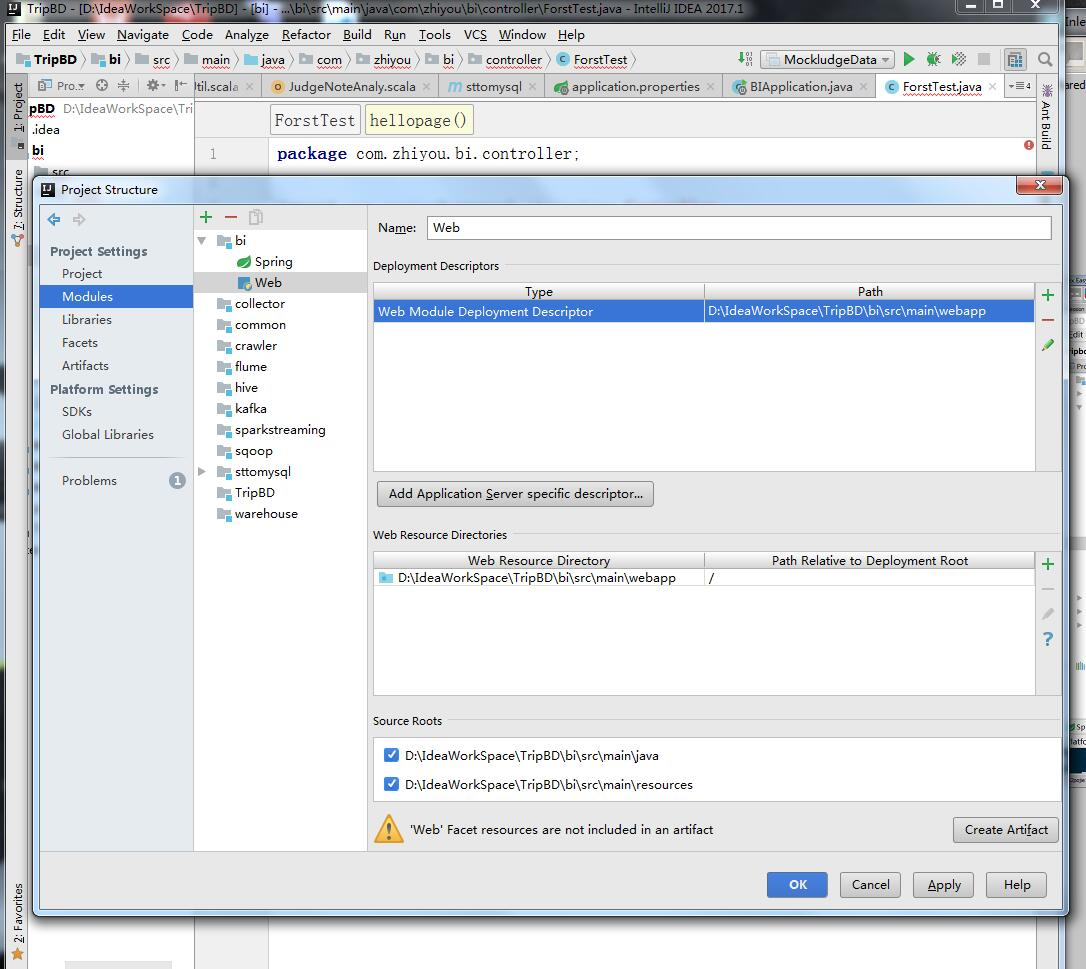 TripBD - [D:\IdeaWorkSpace\TripBD] - [bi] - ...\bi\src\main\java\com\zhiyou\bi\controller\ForstTest.java - IntelliJ IDEA 2017.1
File Edit View Navigate Code Analyze Refactor Build Run Tools VCS Window Help
TripBD bi src main java com zhiyou bi controller ForstTest MockludgeData
1: Project
Pro... til.scala JudgeNoteAnaly.scala sttomysql application.properties BIApplication.java ForstTest.java
pBD D:\IdeaWorkSpace\Tri
.idea
bi
src
ForstTest hellopage()
1 package com.zhiyou.bi.controller;
Ant Build
7: Structure
2: Favorites
Project Structure
Project Settings
Project
Modules
Libraries
Facets
Artifacts
Platform Settings
SDKs
Global Libraries
Problems 1
bi
Spring
Web
collector
common
crawler
flume
hive
kafka
sparkstreaming
sqoop
sttomysql
TripBD
warehouse
Name: Web
Deployment Descriptors
Type Path
Web Module Deployment Descriptor D:\IdeaWorkSpace\TripBD\bi\src\main\webapp
Add Application Server specific descriptor...
Web Resource Directories
Web Resource Directory Path Relative to Deployment Root
D:\IdeaWorkSpace\TripBD\bi\src\main\webapp /
Source Roots
D:\IdeaWorkSpace\TripBD\bi\src\main\java
D:\IdeaWorkSpace\TripBD\bi\src\main\resources
'Web' Facet resources are not included in an artifact
Create Artifact
OK Cancel Apply Help